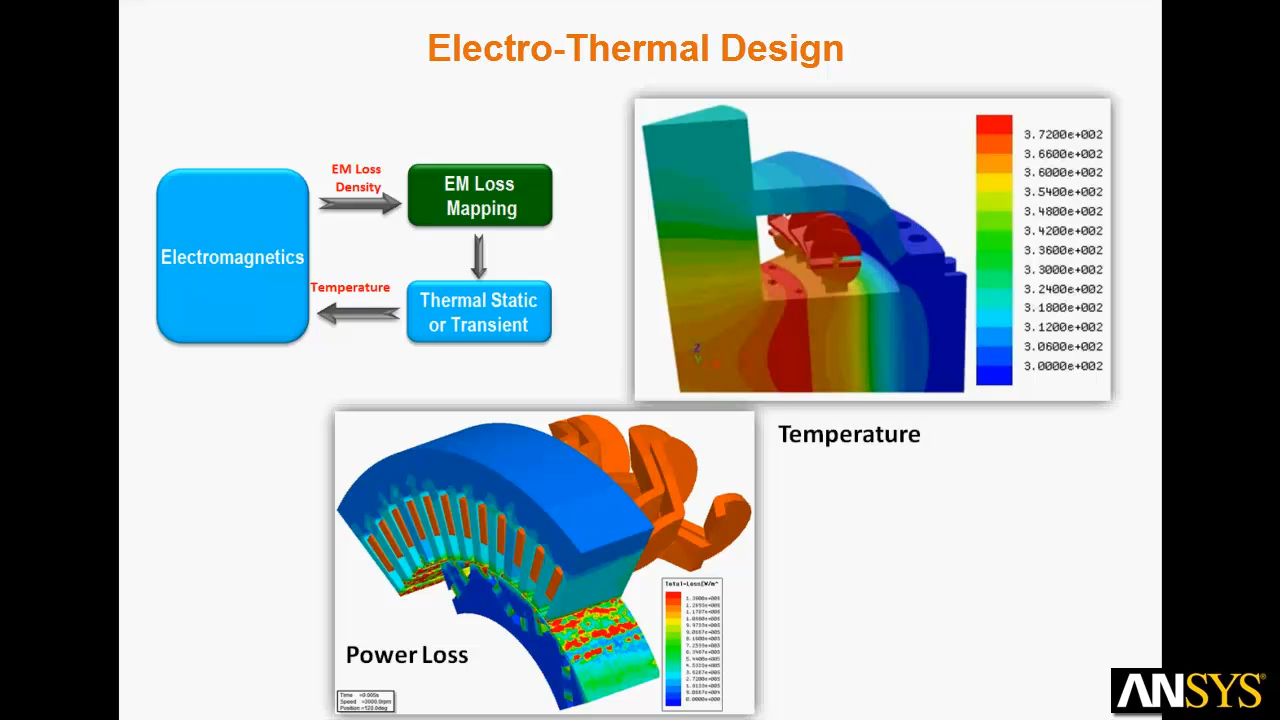 Electro-Thermal Design
EM Loss
Density
EM Loss
Mapping
Electromagnetics
Temperature
Thermal Static
or Transient
3.7200e+002
3.6600e+002
3.6000e+002
3.5400e+002
3.4800e+002
3.4200e+002
3.3600e+002
3.3000e+002
3.2400e+002
3.1800e+002
3.1200e+002
3.0600e+002
3.0000e+002
Z
Temperature
Power Loss
Time
Speed
Position
ANSYS®